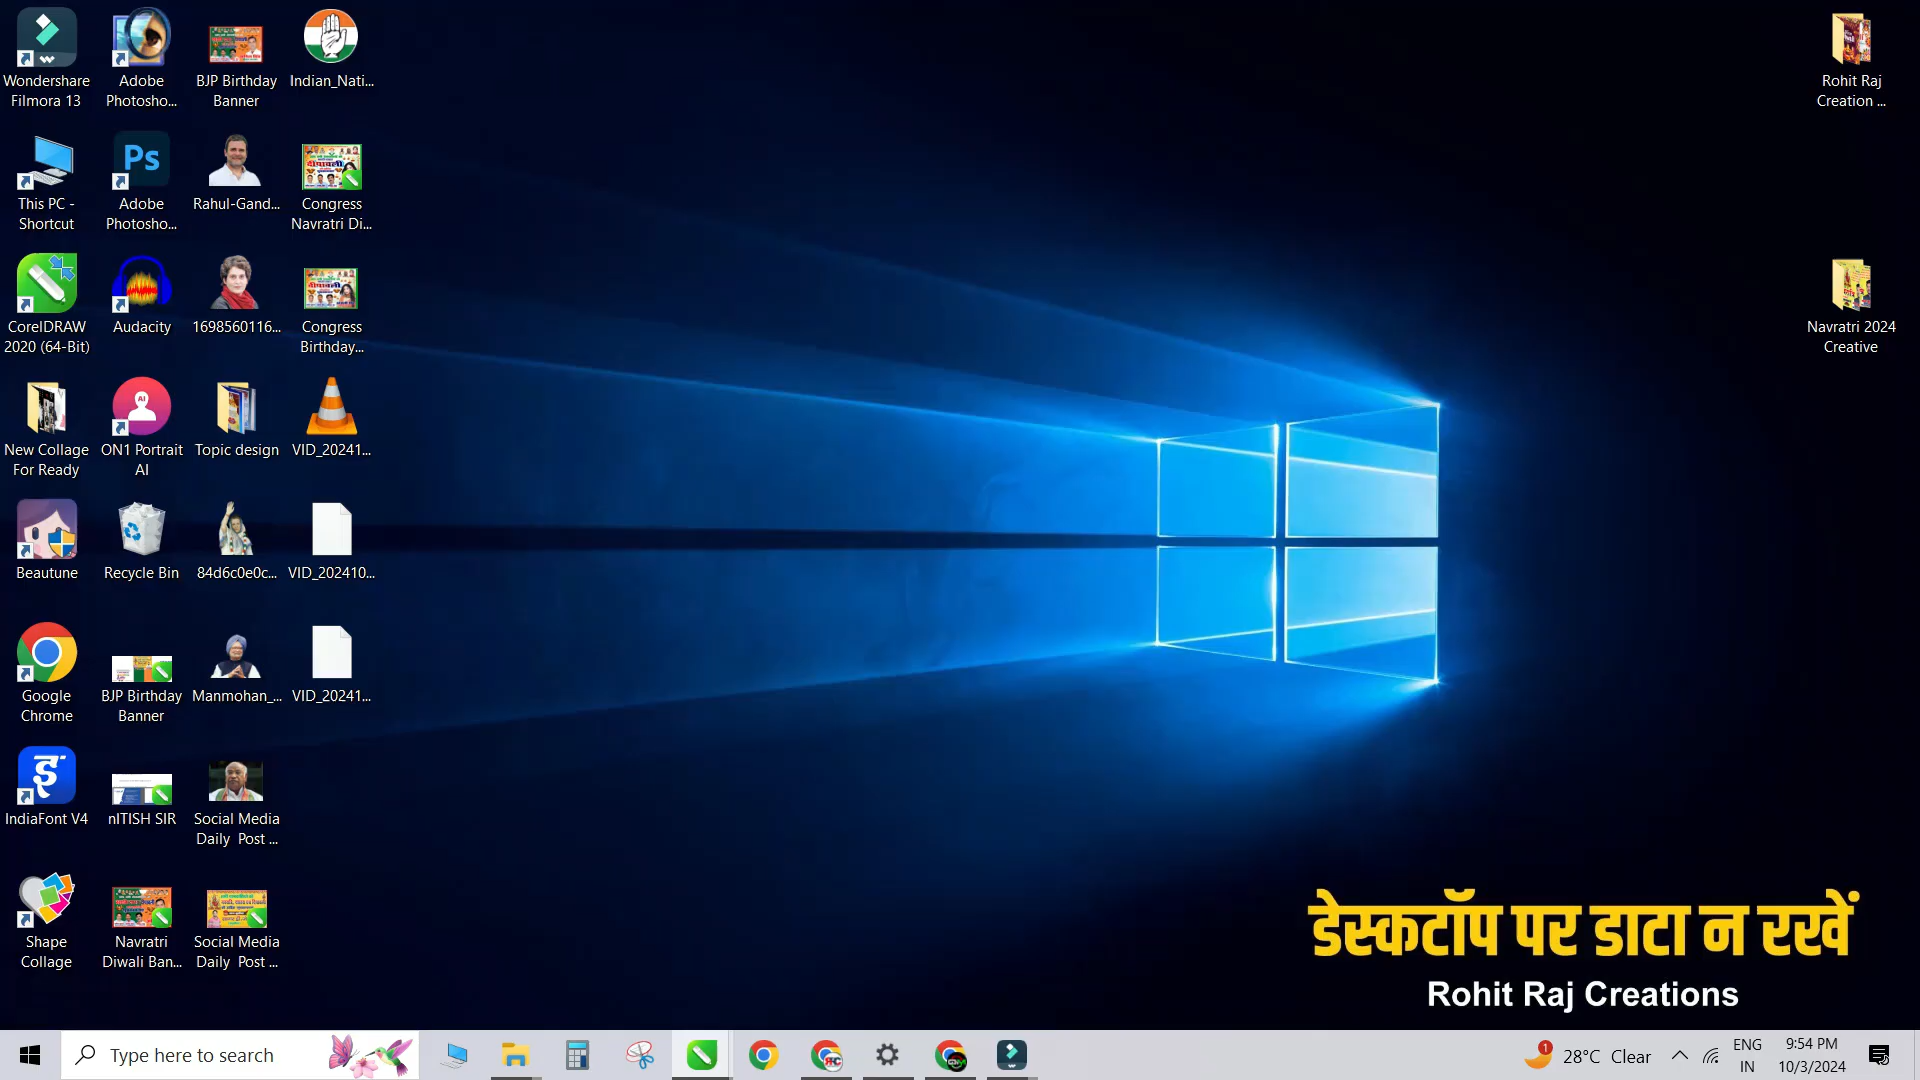 Wondershare
Filmora 13
Adobe
Photosho...
BJP Birthday
Banner
Indian_Nati...
Rohit Raj
Creation ...
This PC -
Shortcut
Ps
Adobe
Photosho...
Rahul-Gand...
Congress
Navratri Di...
CorelDRAW
2020 (64-Bit)
Audacity
1698560116...
Congress
Birthday...
Navratri 2024
Creative
New Collage
For Ready
AI
ON1 Portrait
AI
Topic design
VID_20241...
Beautune
Recycle Bin
84d6c0e0c...
VID_202410...
Google
Chrome
BJP Birthday
Banner
Manmohan_...
VID_20241...
इ
IndiaFont V4
nITISH SIR
Social Media
Daily Post ...
Shape
Collage
Navratri
Diwali Ban...
Social Media
Daily Post ...
डेस्कटॉप पर डाटा न रखें
Rohit Raj Creations
Type here to search
1
28°C Clear
ENG
IN
9:54 PM
10/3/2024